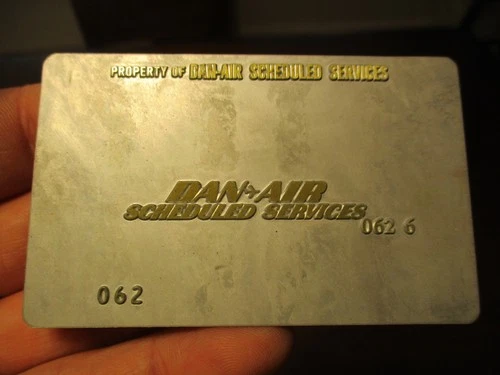 PROPERTY OF DAN-AIR SCHEDULED SERVICES
DAN AIR
SCHEDULED SERVICES
062 6
062